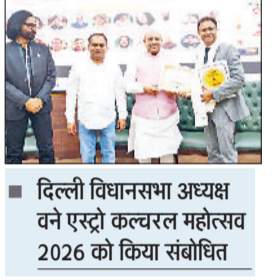 दिल्ली विधानसभा अध्यक्ष
वने एस्ट्रो कल्चरल महोत्सव
2026 को किया संबोधित